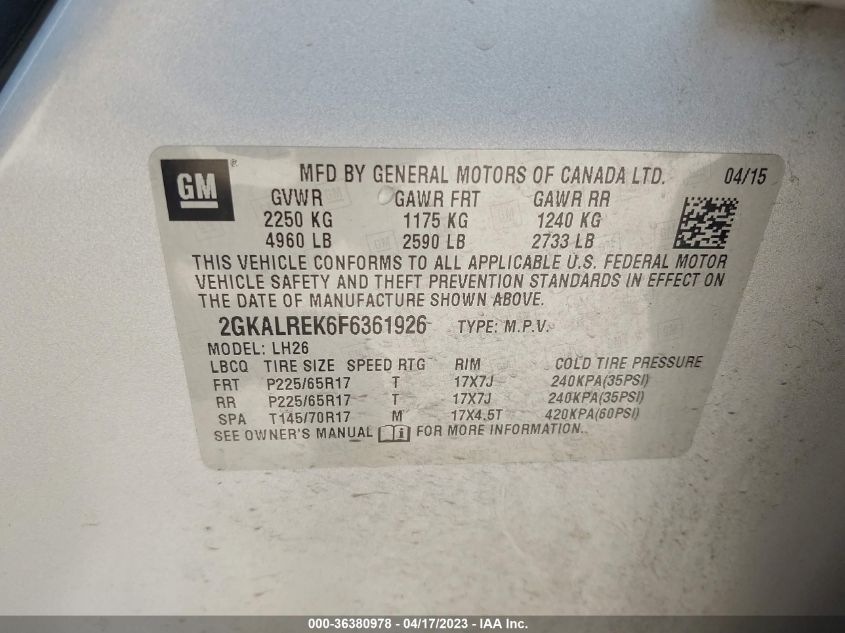 GM ® MFD BY GENERAL MOTORS OF CANADA LTD. 04/15
GVWR GAWR FRT GAWR RR
2250 KG 1175 KG 1240 KG
4960 LB 2590 LB 2733 LB
THIS VEHICLE CONFORMS TO ALL APPLICABLE U.S. FEDERAL MOTOR
VEHICLE SAFETY AND THEFT PREVENTION STANDARDS IN EFFECT ON
THE DATE OF MANUFACTURE SHOWN ABOVE.
2GKALREK6F6361926 TYPE: M.P.V.
MODEL: LH26
LBCQ TIRE SIZE SPEED RTG RIM COLD TIRE PRESSURE
FRT P225/65R17 T 17X7J 240KPA(35PSI)
RR P225/65R17 T 17X7J 240KPA(35PSI)
SPA T145/70R17 M 17X4.5T 420KPA(60PSI)
SEE OWNER'S MANUAL FOR MORE INFORMATION.
000-36380978 - 04/17/2023 - IAA Inc.